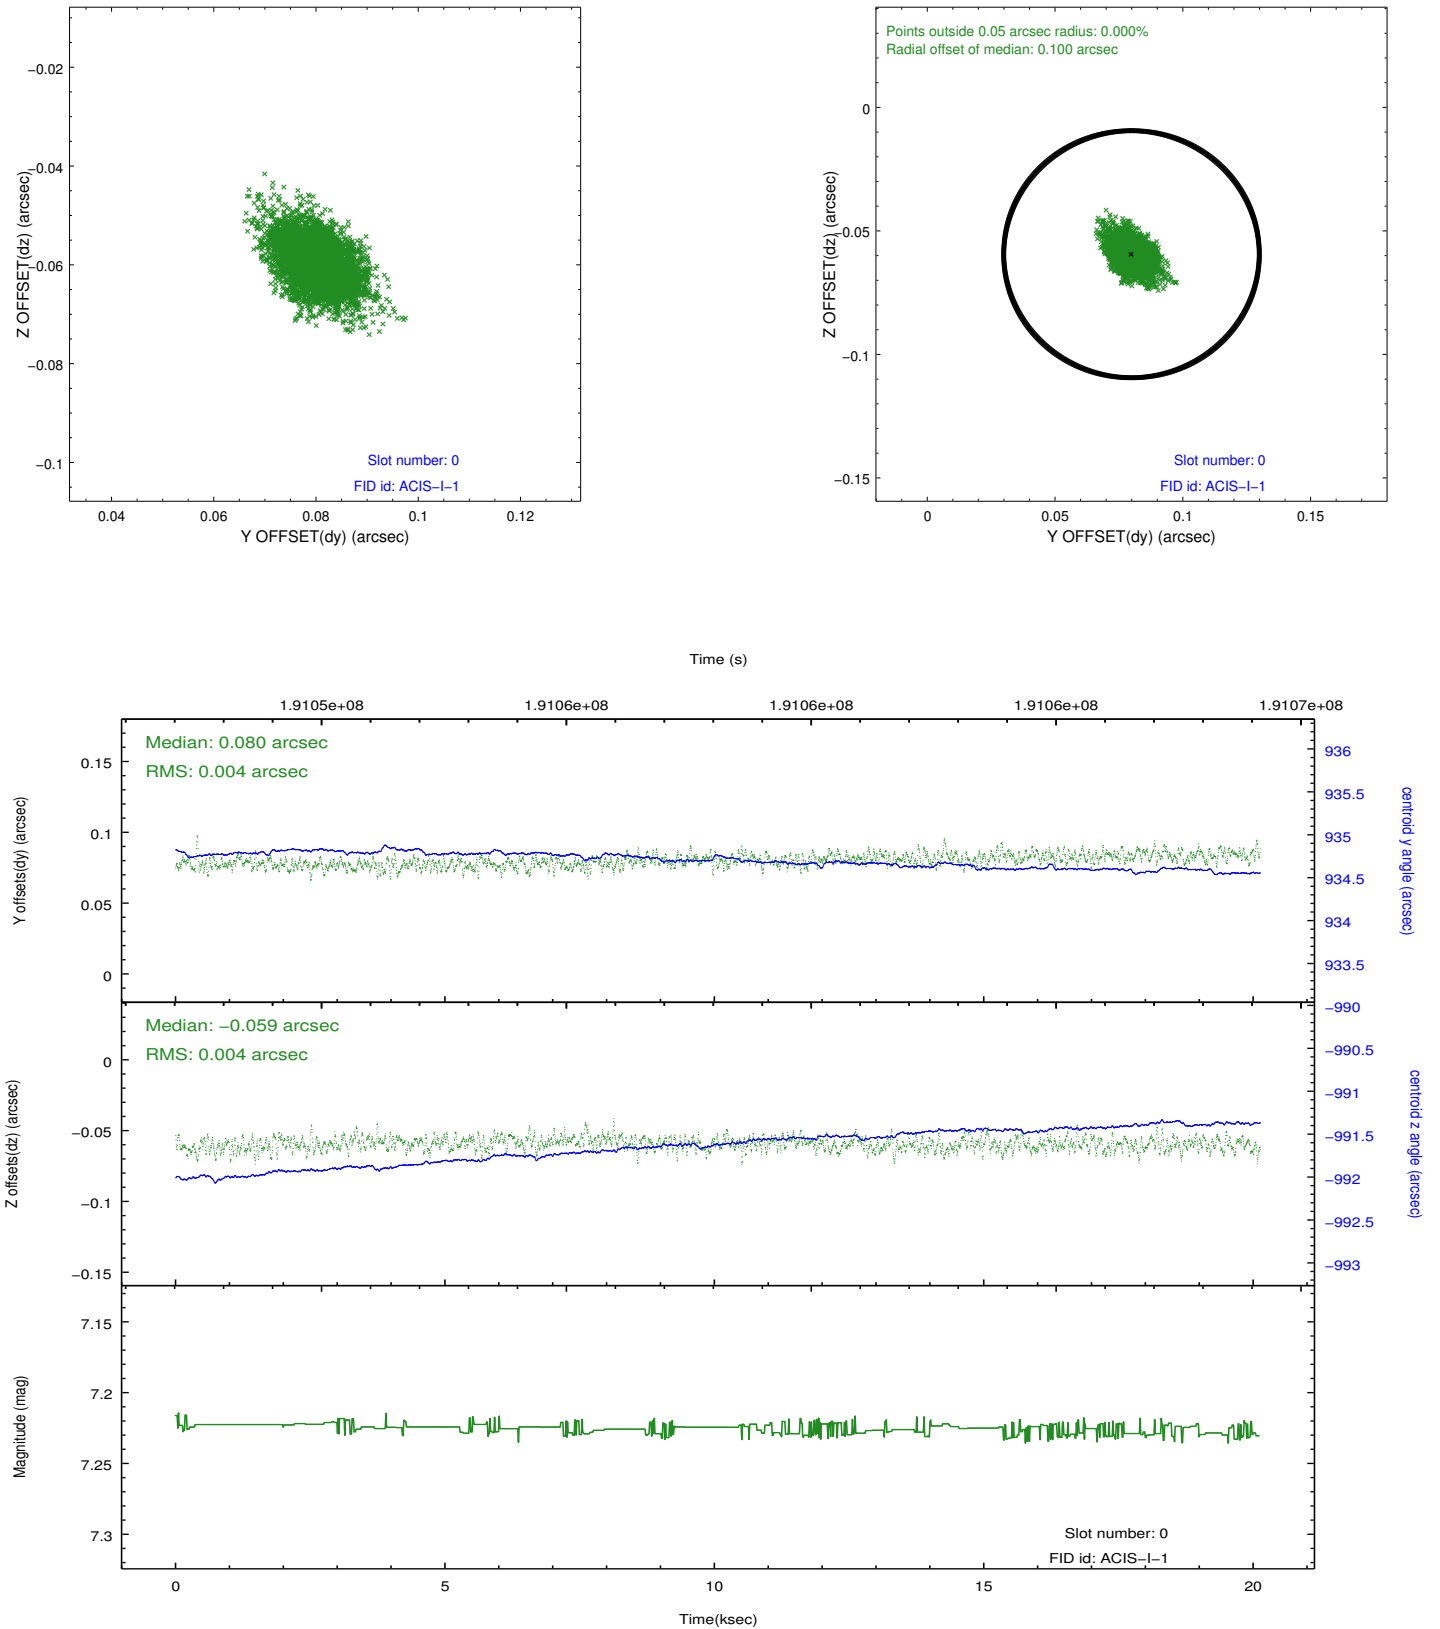 −0.02
−0.04
−0.06
−0.08
−0.1
Z OFFSET(dz) (arcsec)
Slot number: 0
FID id: ACIS−I−1
0.04 0.06 0.08 0.1 0.12
Y OFFSET(dy) (arcsec)
Points outside 0.05 arcsec radius: 0.000%
Radial offset of median: 0.100 arcsec
0
−0.05
−0.1
−0.15
Z OFFSET(dz) (arcsec)
Slot number: 0
FID id: ACIS−I−1
0 0.05 0.1 0.15
Y OFFSET(dy) (arcsec)
Time (s)
1.9105e+08 1.9106e+08 1.9106e+08 1.9106e+08 1.9107e+08
Median: 0.080 arcsec
RMS: 0.004 arcsec
0.15
0.1
0.05
0
Y offsets(dy) (arcsec)
936
935.5
935
934.5
934
933.5
centroid y angle (arcsec)
Median: −0.059 arcsec
RMS: 0.004 arcsec
0
−0.05
−0.1
−0.15
Z offsets(dz) (arcsec)
−990
−990.5
−991
−991.5
−992
−992.5
−993
centroid z angle (arcsec)
7.15
7.2
7.25
7.3
Magnitude (mag)
Slot number: 0
FID id: ACIS−I−1
0 5 10 15 20
Time(ksec)